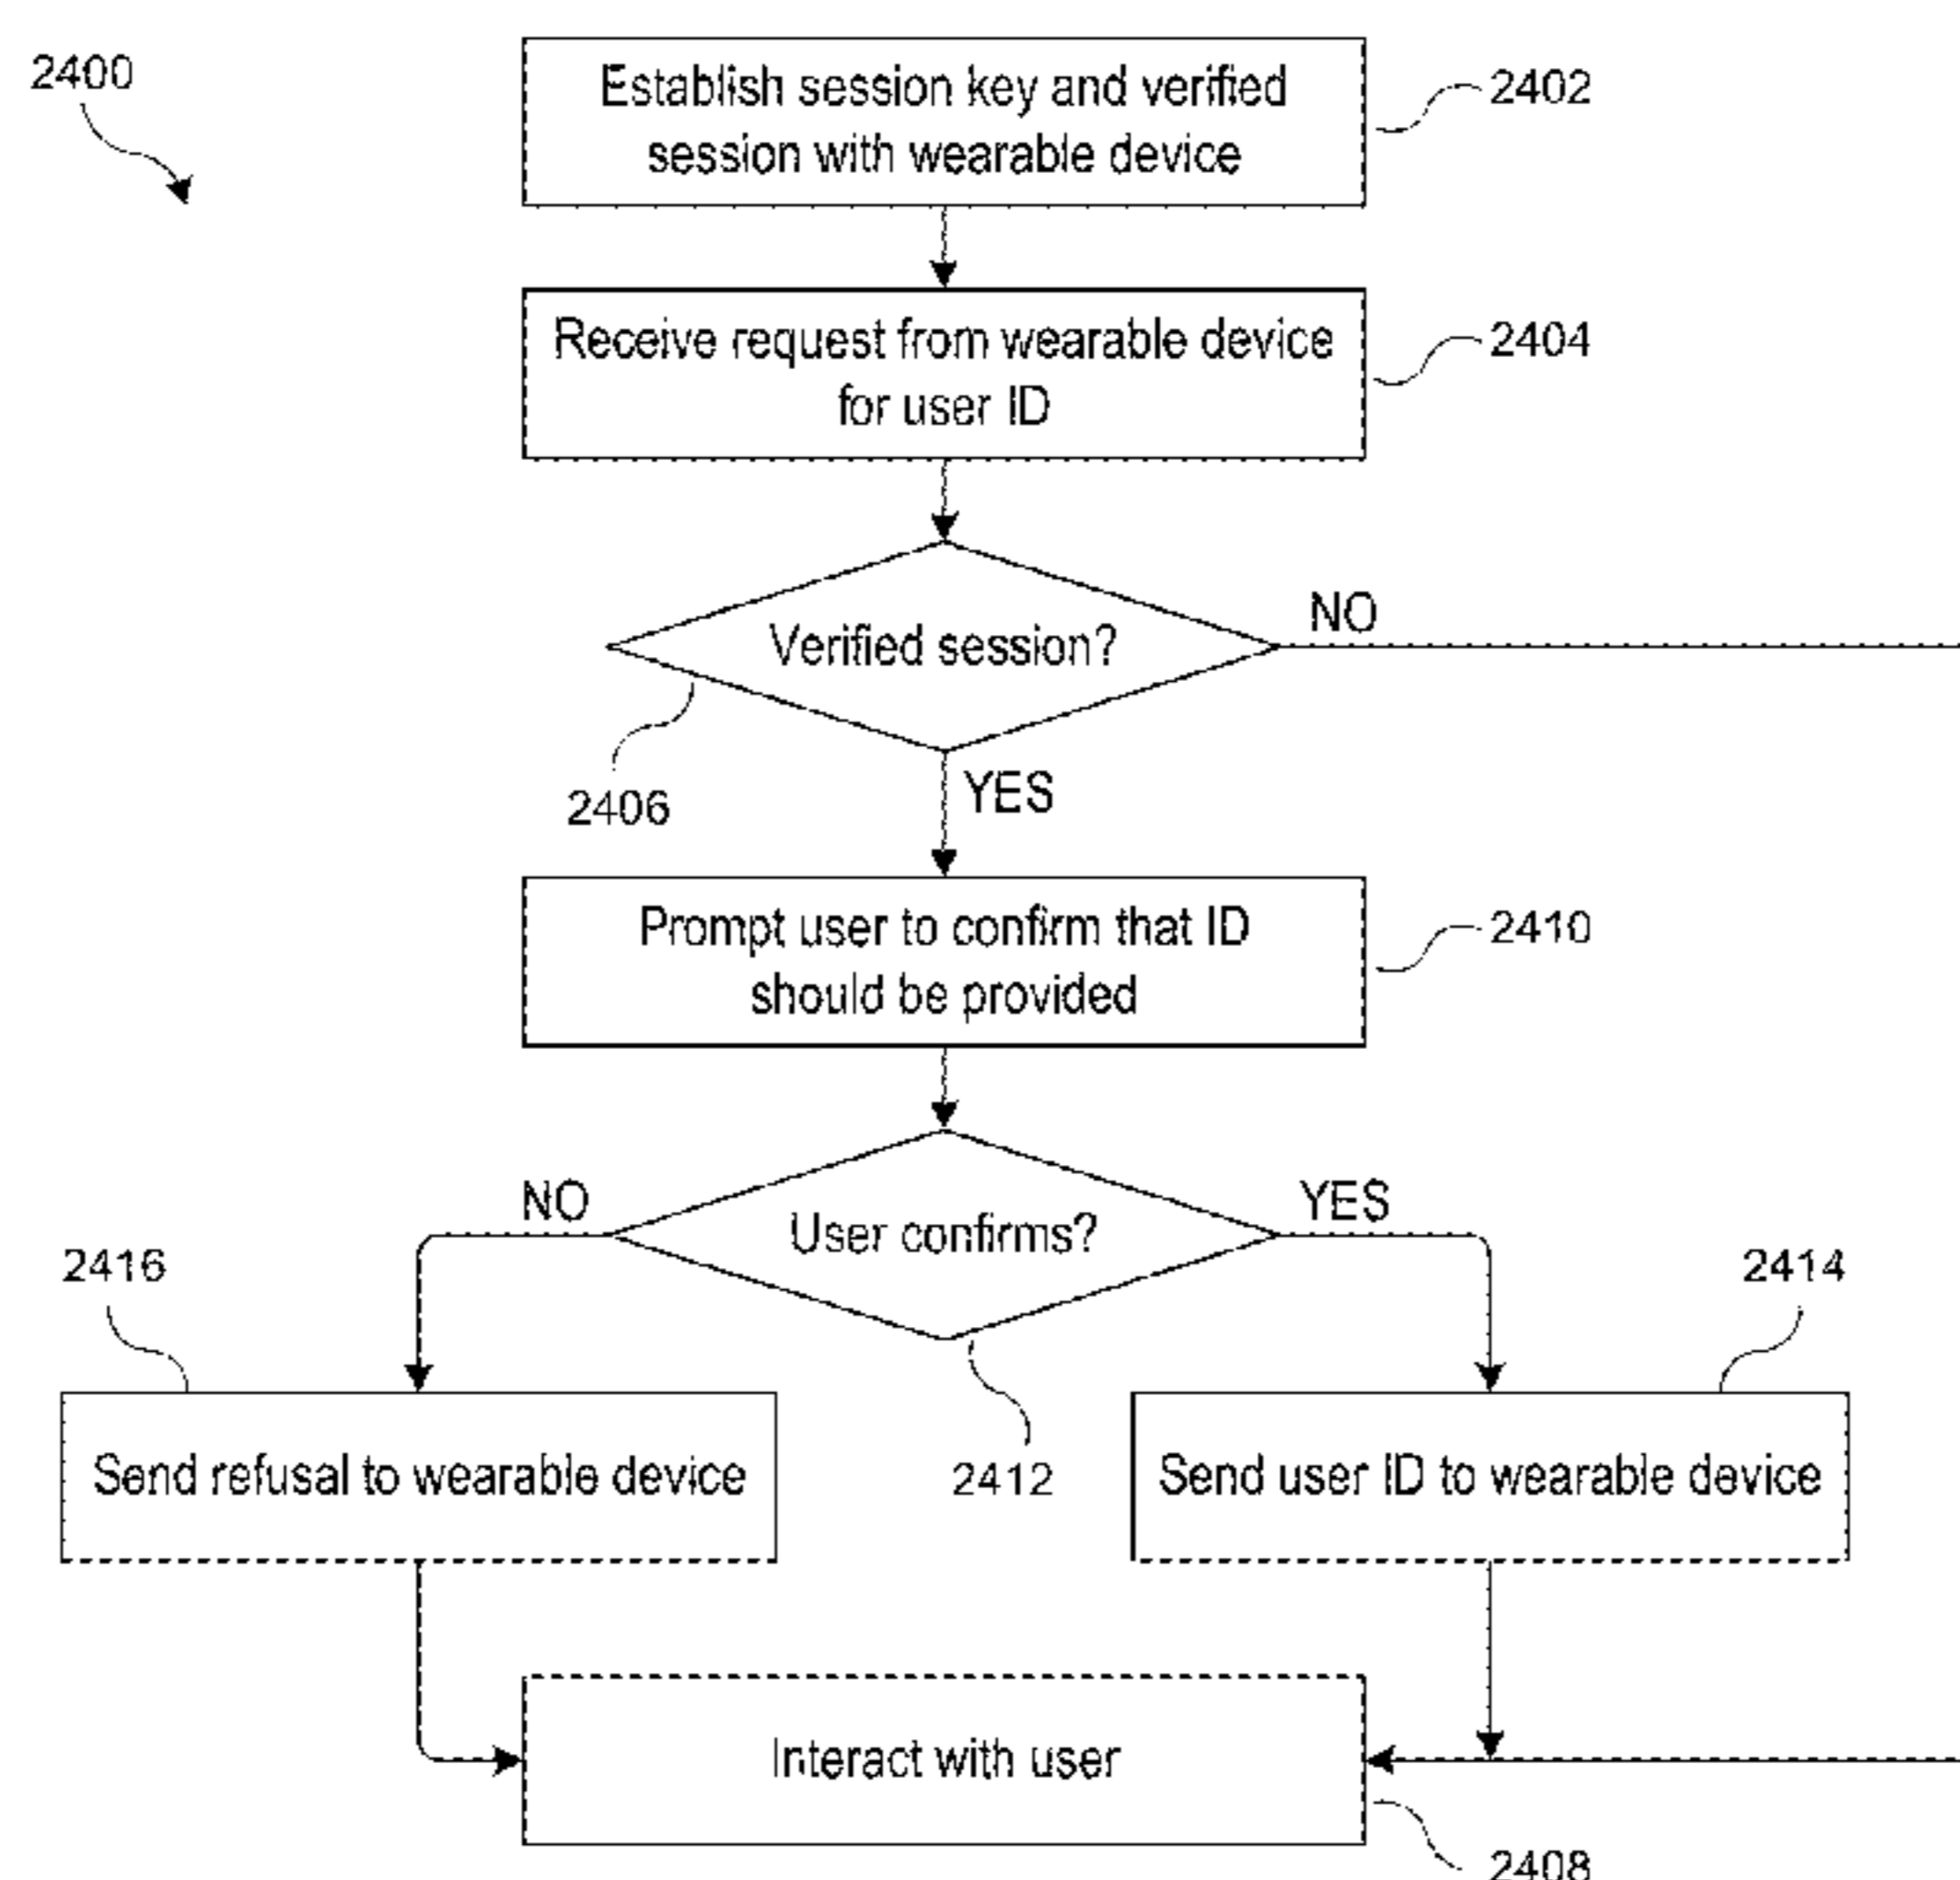 2400
Establish session key and verified
session with wearable device
2402
Receive request from wearable device
for user ID
2404
Verified session?
NO
2406
YES
Prompt user to confirm that ID
should be provided
2410
NO
User confirms?
YES
2416
2414
Send refusal to wearable device
2412
Send user ID to wearable device
Interact with user
2408